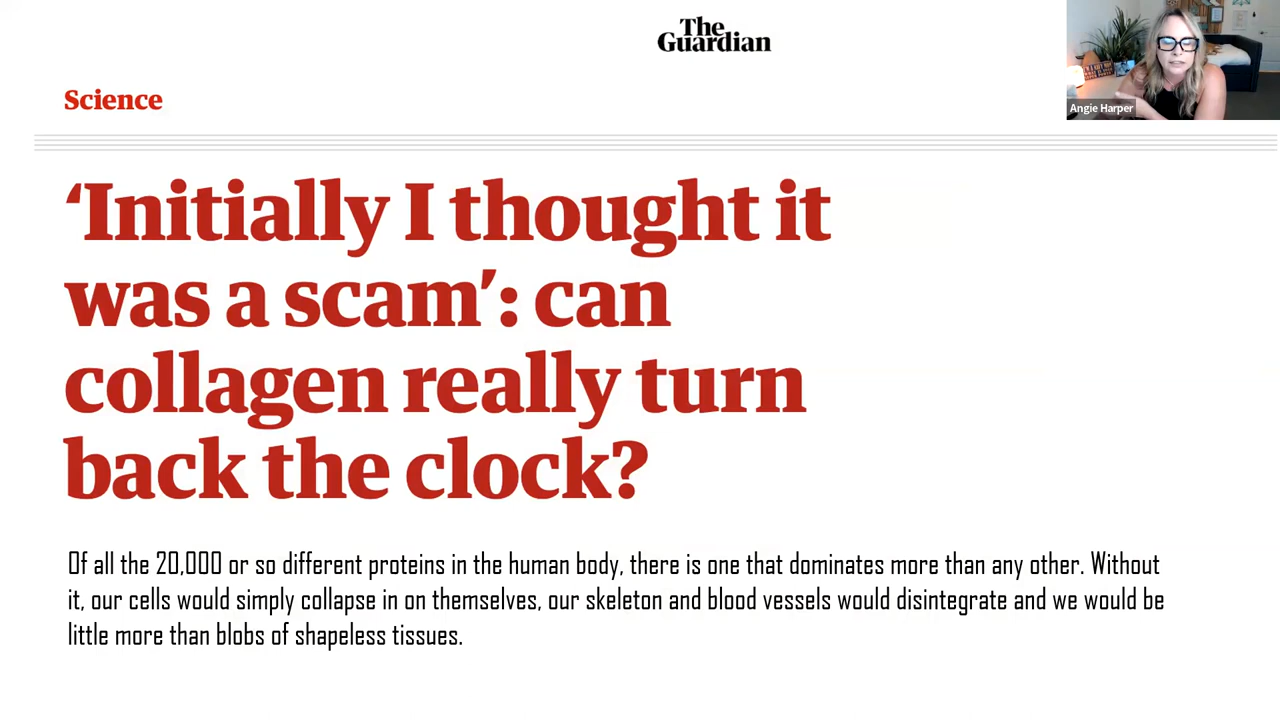 The
Guardian
Angie Harper
Science
‘Initially I thought it
was a scam’: can
collagen really turn
back the clock?
Of all the 20,000 or so different proteins in the human body, there is one that dominates more than any other. Without
it, our cells would simply collapse in on themselves, our skeleton and blood vessels would disintegrate and we would be
little more than blobs of shapeless tissues.